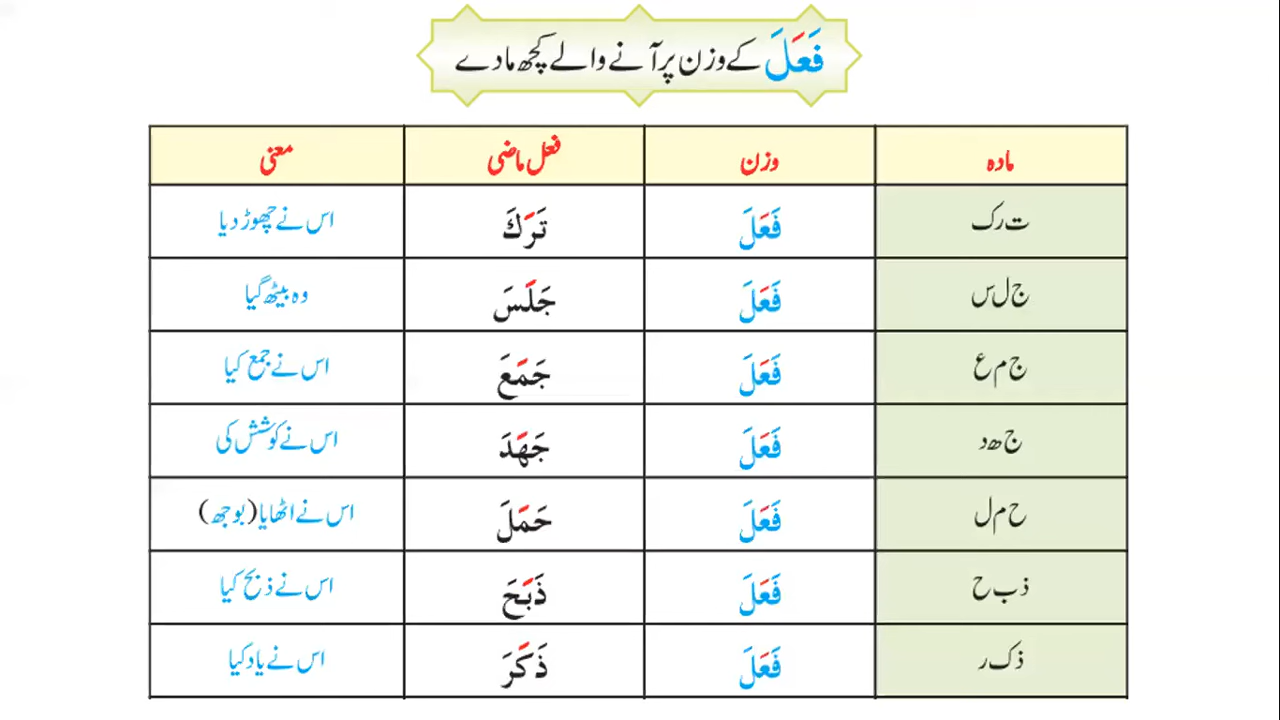 فَعَلَ کے وزن پر آنے والے کچھ مادے
مادہ وزن فعل ماضی معنی
ت ر ک فَعَلَ تَرَكَ اس نے چھوڑ دیا
ج ل س فَعَلَ جَلَسَ وہ بیٹھ گیا
ج م ع فَعَلَ جَمَعَ اس نے جمع کیا
ج ھ د فَعَلَ جَهَدَ اس نے کوشش کی
ح م ل فَعَلَ حَمَلَ اس نے اٹھایا (بوجھ)
ذ ب ح فَعَلَ ذَبَحَ اس نے ذبح کیا
ذ ک ر فَعَلَ ذَكَرَ اس نے یاد کیا